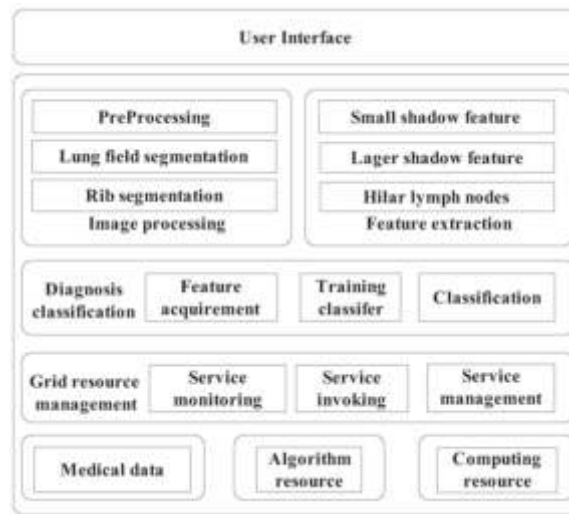 User Interface
PreProcessing
Lung field segmentation
Rib segmentation
Image processing
Small shadow feature
Lager shadow feature
Hilar lymph nodes
Feature extraction
Diagnosis
classification
Feature
acquirement
Training
classifer
Classification
Grid resource
management
Service
monitoring
Service
invoking
Service
management
Medical data
Algorithm
resource
Computing
resource